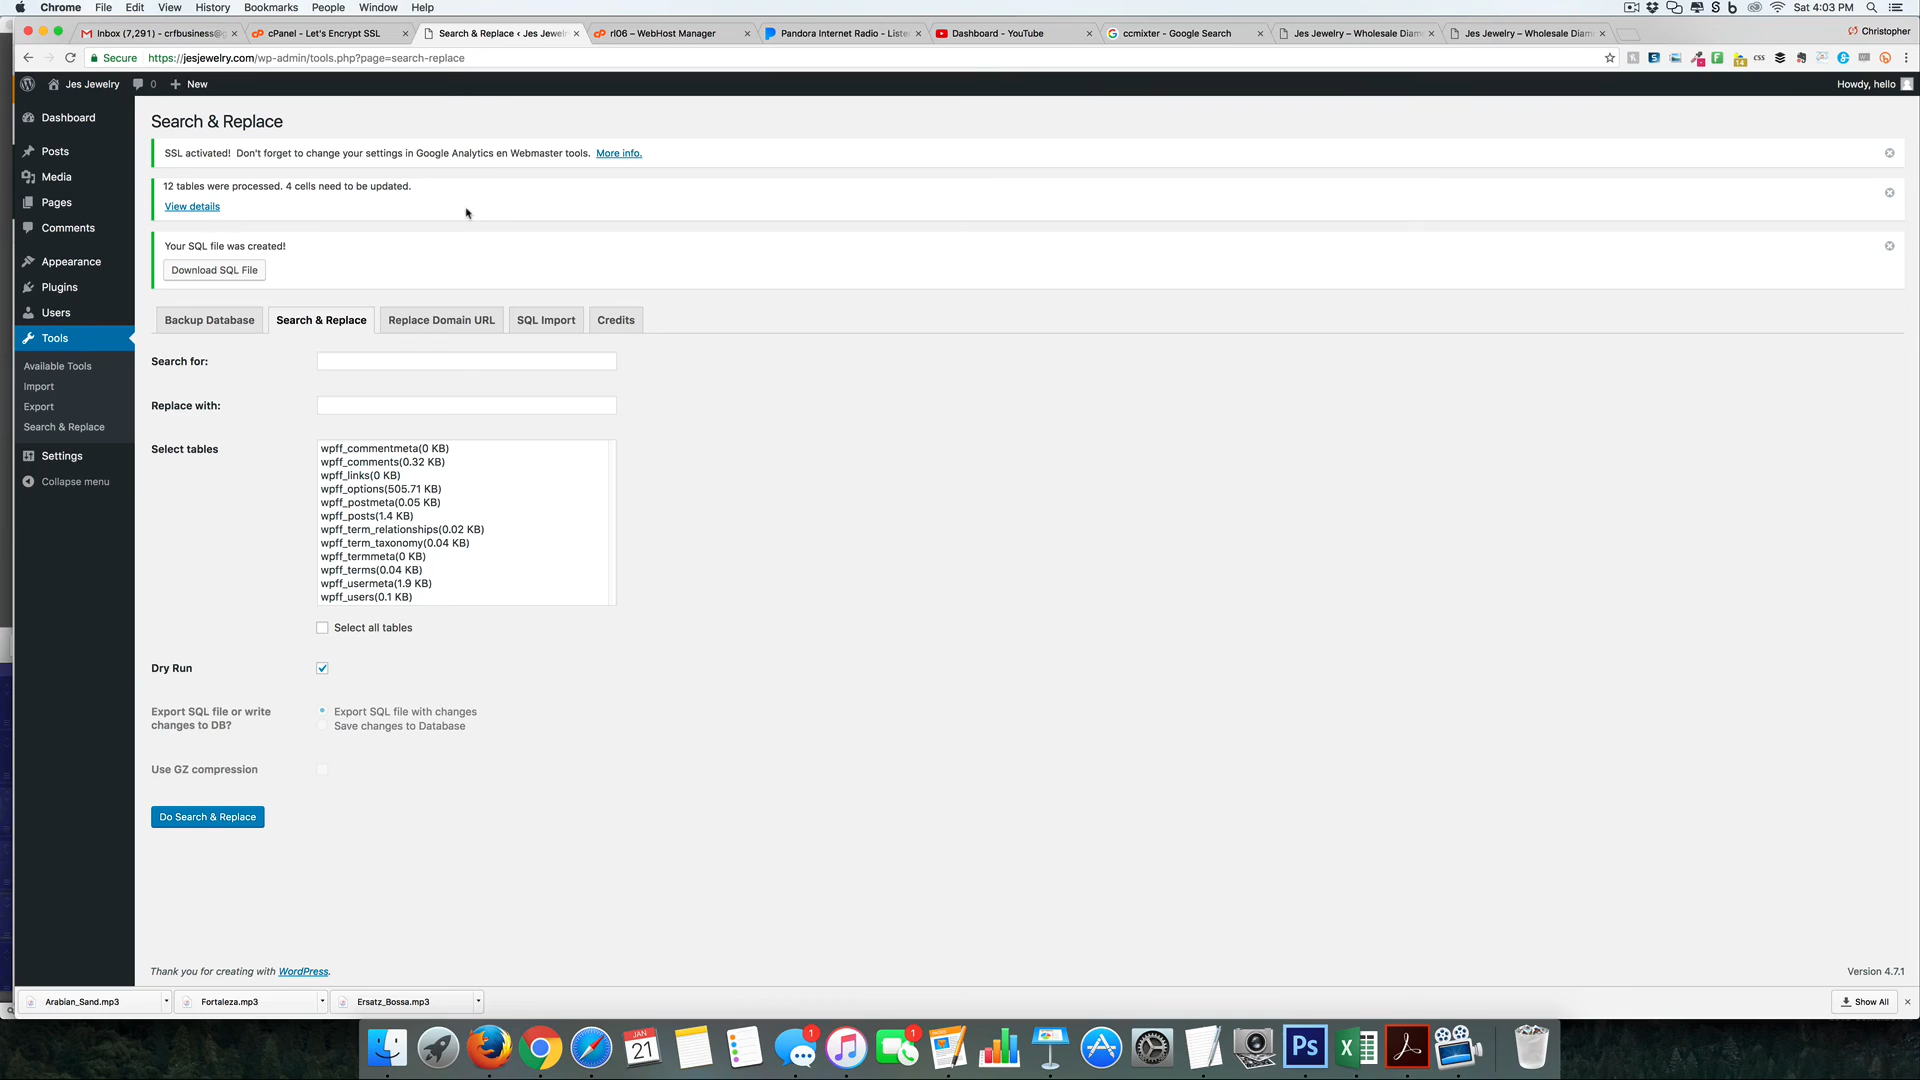 Chrome File Edit View History Bookmarks People Window Help
Sat 4:03 PM
Inbox (7,291) - crfbusiness@g
cPanel - Let's Encrypt SSL
Search & Replace ‹ Jes Jewelr
rl06 – WebHost Manager
Pandora Internet Radio - Liste
Dashboard - YouTube
ccmixter - Google Search
Jes Jewelry – Wholesale Diam
Jes Jewelry – Wholesale Diam
Christopher
Secure https://jesjewelry.com/wp-admin/tools.php?page=search-replace
Jes Jewelry 0 New
Howdy, hello
Dashboard
Posts
Media
Pages
Comments
Appearance
Plugins
Users
Tools
Available Tools
Import
Export
Search & Replace
Settings
Collapse menu
Search & Replace
SSL activated! Don't forget to change your settings in Google Analytics en Webmaster tools. More info.
12 tables were processed. 4 cells need to be updated.
View details
Your SQL file was created!
Download SQL File
Backup Database
Search & Replace
Replace Domain URL
SQL Import
Credits
Search for:
Replace with:
Select tables
wpff_commentmeta(0 KB)
wpff_comments(0.32 KB)
wpff_links(0 KB)
wpff_options(505.71 KB)
wpff_postmeta(0.05 KB)
wpff_posts(1.4 KB)
wpff_term_relationships(0.02 KB)
wpff_term_taxonomy(0.04 KB)
wpff_termmeta(0 KB)
wpff_terms(0.04 KB)
wpff_usermeta(1.9 KB)
wpff_users(0.1 KB)
Select all tables
Dry Run
Export SQL file or write
changes to DB?
Export SQL file with changes
Save changes to Database
Use GZ compression
Do Search & Replace
Thank you for creating with WordPress.
Version 4.7.1
Arabian_Sand.mp3
Fortaleza.mp3
Ersatz_Bossa.mp3
Show All
JAN
21
1
1
Ps